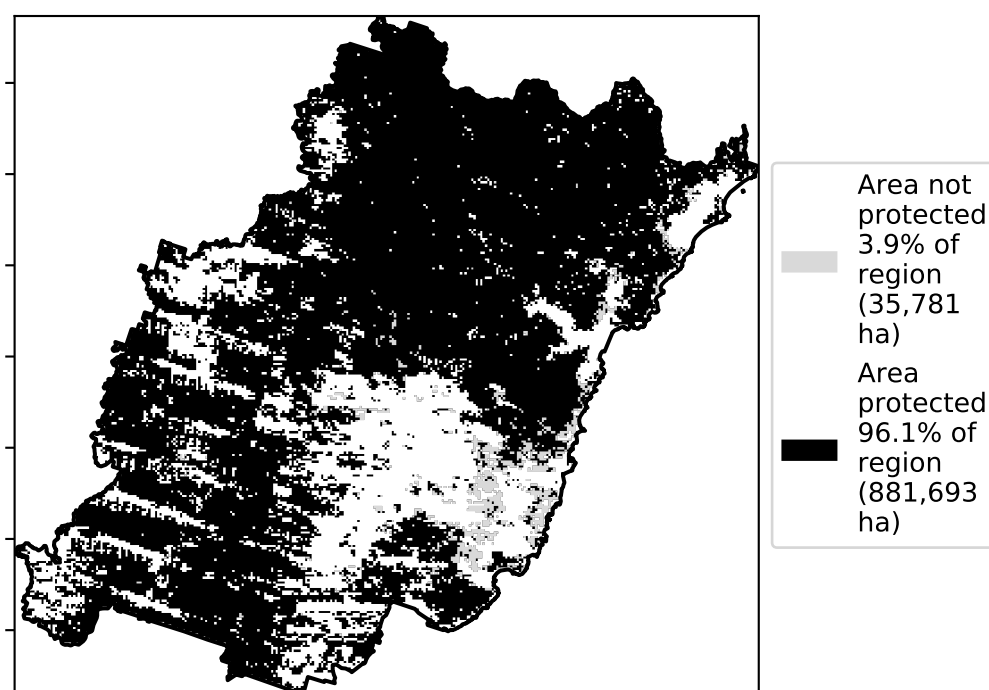 Area not
protected
3.9% of
region
(35,781
ha)
Area
protected
96.1% of
region
(881,693
ha)